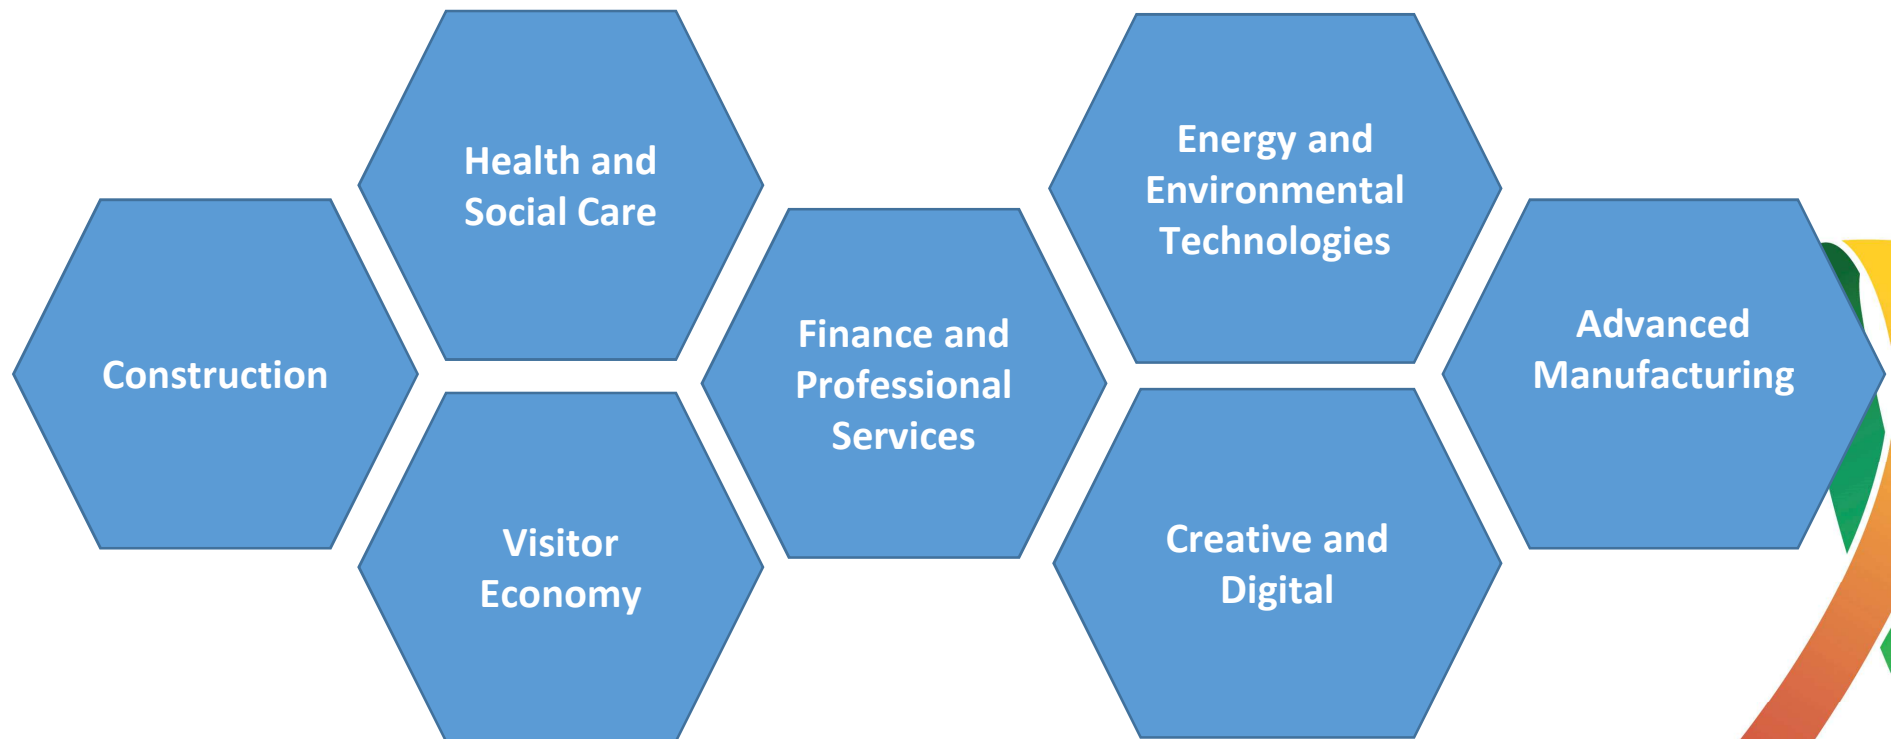 Construction
Health and
Social Care
Visitor
Economy
Finance and
Professional
Services
Energy and
Environmental
Technologies
Creative and
Digital
Advanced
Manufacturing